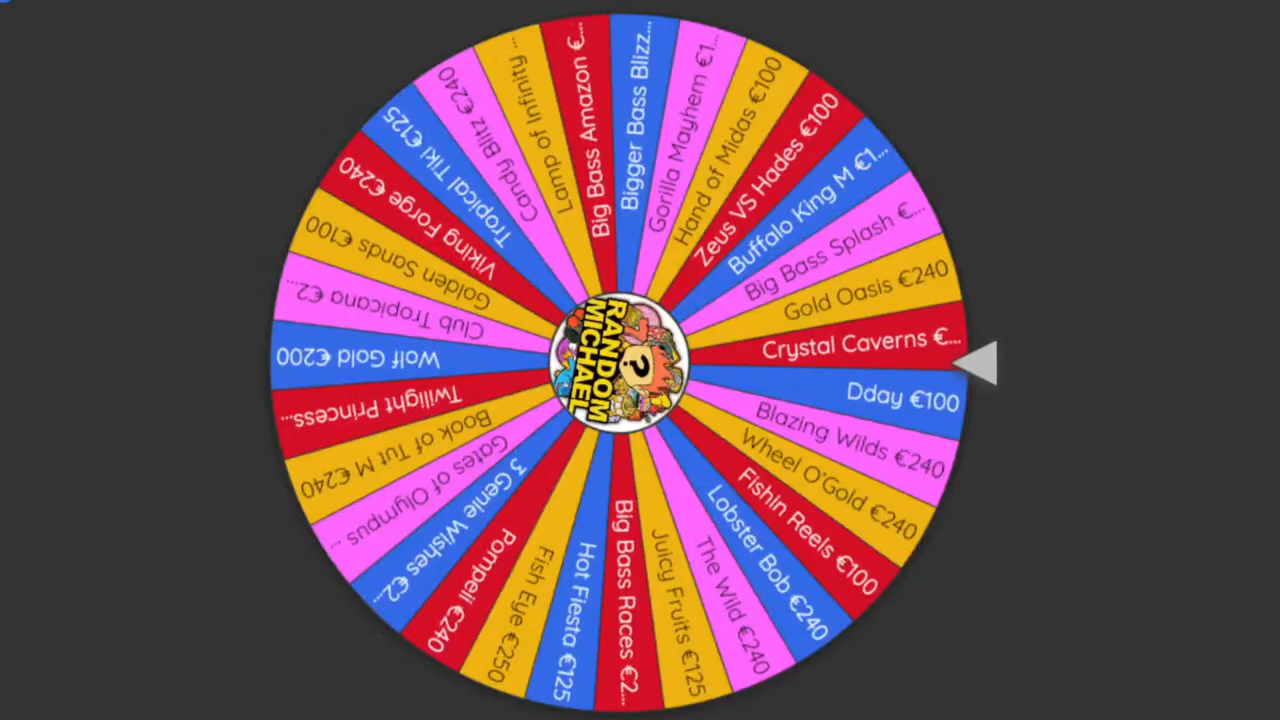 Big Bass Amazon €...
Bigger Bass Blizz...
Gorilla Mayhem €1...
Hand of Midas €100
Zeus VS Hades €100
Buffalo King M €1...
Big Bass Splash €...
Gold Oasis €240
Crystal Caverns €...
Dday €100
Blazing Wilds €240
Wheel O'Gold €240
Fishin Reels €100
Lobster Bob €240
The Wild €240
Juicy Fruits €125
Big Bass Races €2...
Hot Fiesta €125
Fish Eye €250
Pompeii €240
3 Genie Wishes €2...
Gates of Olympus ...
Book of Tut M €240
Twilight Princess...
Wolf Gold €200
Club Tropicana €2...
Golden Sands €100
Viking Forge €240
Tropical Tiki €125
Candy Blitz €240
Lamp of Infinity ...
RANDOM
MICHAEL
?